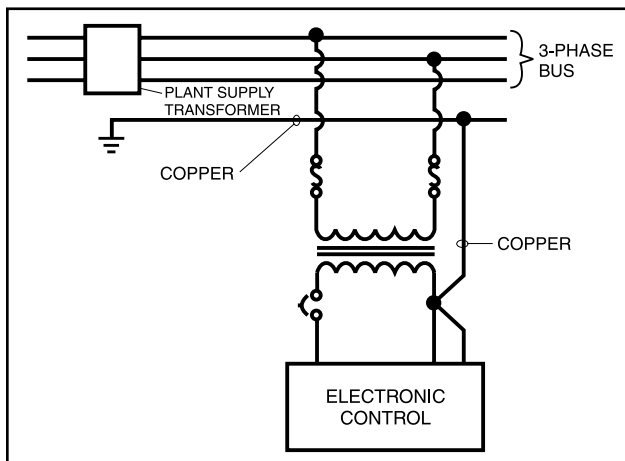 3-PHASE
BUS
PLANT SUPPLY
TRANSFORMER
COPPER
COPPER
ELECTRONIC
CONTROL